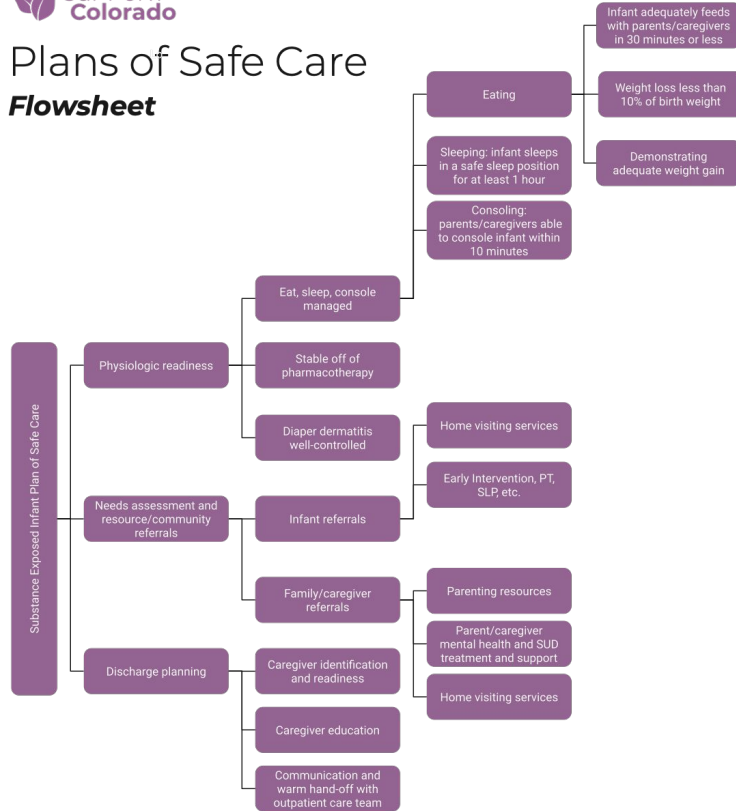 Colorado
Plans of Safe Care
Flowsheet
Substance Exposed Infant Plan of Safe Care
Physiologic readiness
Eat, sleep, console
managed
Eating
Infant adequately feeds
with parents/caregivers
in 30 minutes or less
Weight loss less than
10% of birth weight
Demonstrating
adequate weight gain
Sleeping: infant sleeps
in a safe sleep position
for at least 1 hour
Consoling:
parents/caregivers able
to console infant within
10 minutes
Stable off of
pharmacotherapy
Diaper dermatitis
well-controlled
Needs assessment and
resource/community
referrals
Infant referrals
Home visiting services
Early Intervention, PT,
SLP, etc.
Family/caregiver
referrals
Parenting resources
Parent/caregiver
mental health and SUD
treatment and support
Home visiting services
Discharge planning
Caregiver identification
and readiness
Caregiver education
Communication and
warm hand-off with
outpatient care team